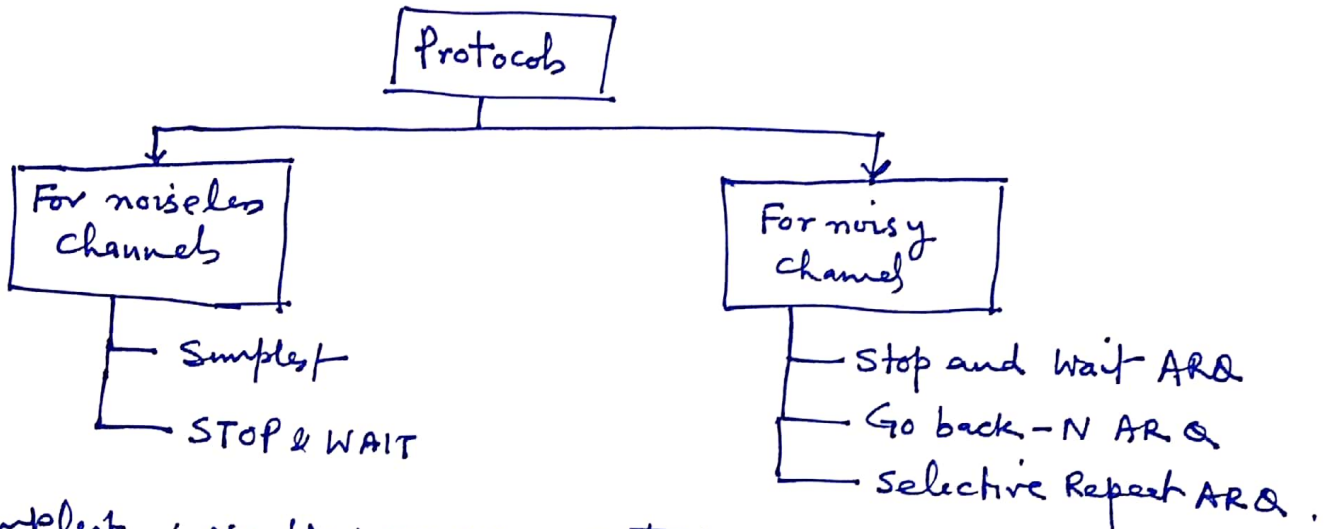 Protocols
For noiseless
Channels
Simplest
STOP & WAIT
For noisy
Channel
Stop and Wait ARQ
Go back-N ARQ
Selective Repeat ARQ.